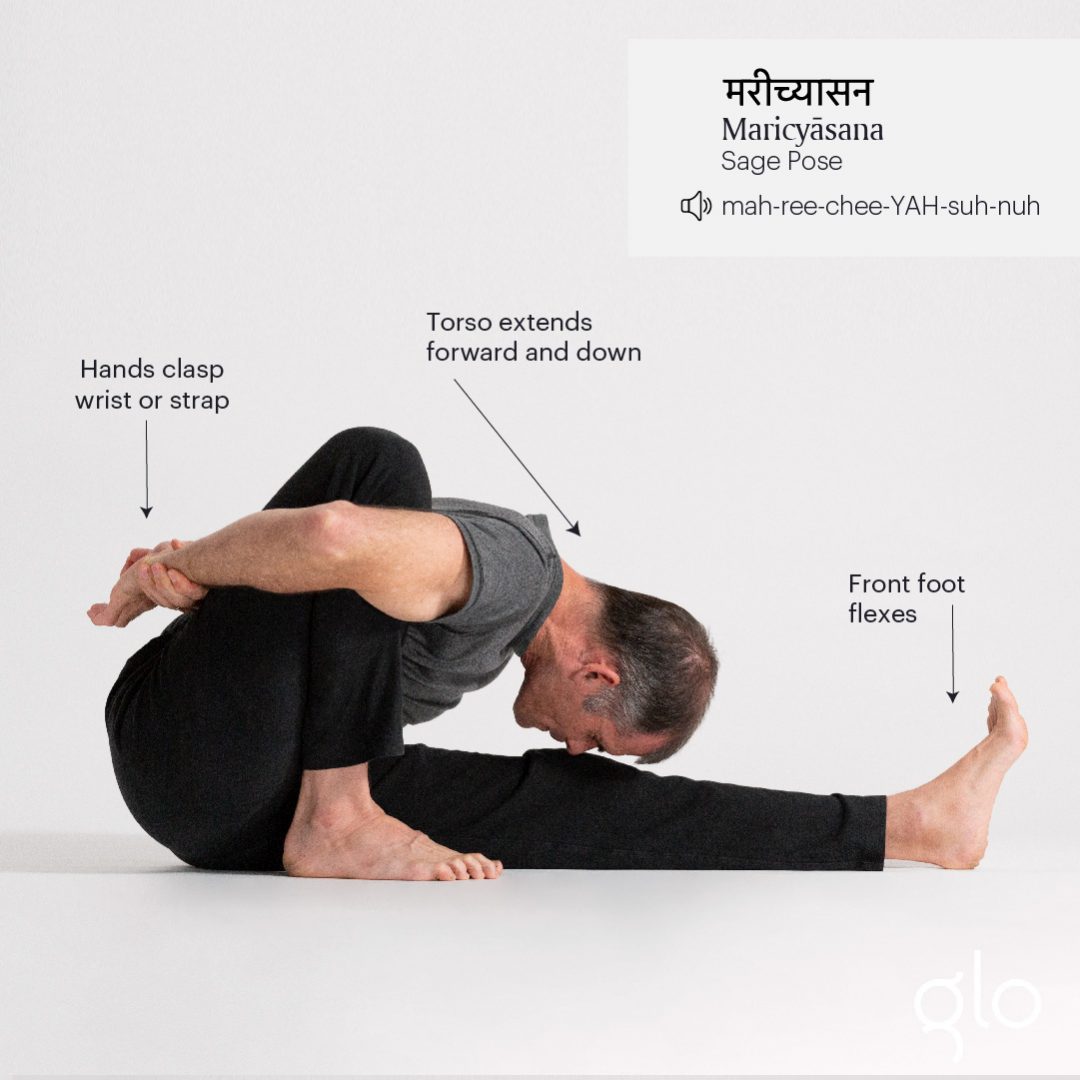 मरीच्यासन
Maricyāsana
Sage Pose
mah-ree-chee-YAH-suh-nuh
Torso extends
forward and down
Hands clasp
wrist or strap
Front foot
flexes
glo